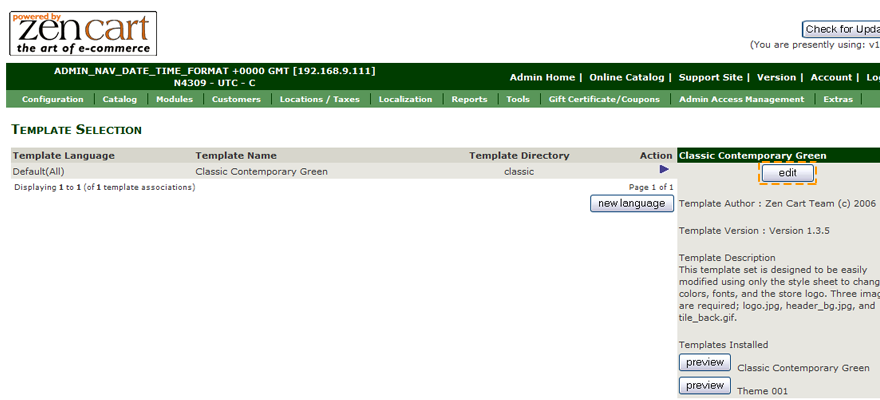 powered by
zen cart
the art of e-commerce
Check for Upda
(You are presently using: v1
ADMIN_NAV_DATE_TIME_FORMAT +0000 GMT [192.168.9.111]
N4309 - UTC - C
Admin Home | Online Catalog | Support Site | Version | Account | Lo
Configuration Catalog Modules Customers Locations / Taxes Localization Reports Tools Gift Certificate/Coupons Admin Access Management Extras
Template Selection
Template Language Template Name Template Directory Action Classic Contemporary Green
Default(All) Classic Contemporary Green classic edit
Displaying 1 to 1 (of 1 template associations) Page 1 of 1
new language
Template Author : Zen Cart Team (c) 2006
Template Version : Version 1.3.5
Template Description
This template set is designed to be easily
modified using only the style sheet to chang
colors, fonts, and the store logo. Three imag
are required; logo.jpg, header_bg.jpg, and
tile_back.gif.
Templates Installed
preview Classic Contemporary Green
preview Theme 001